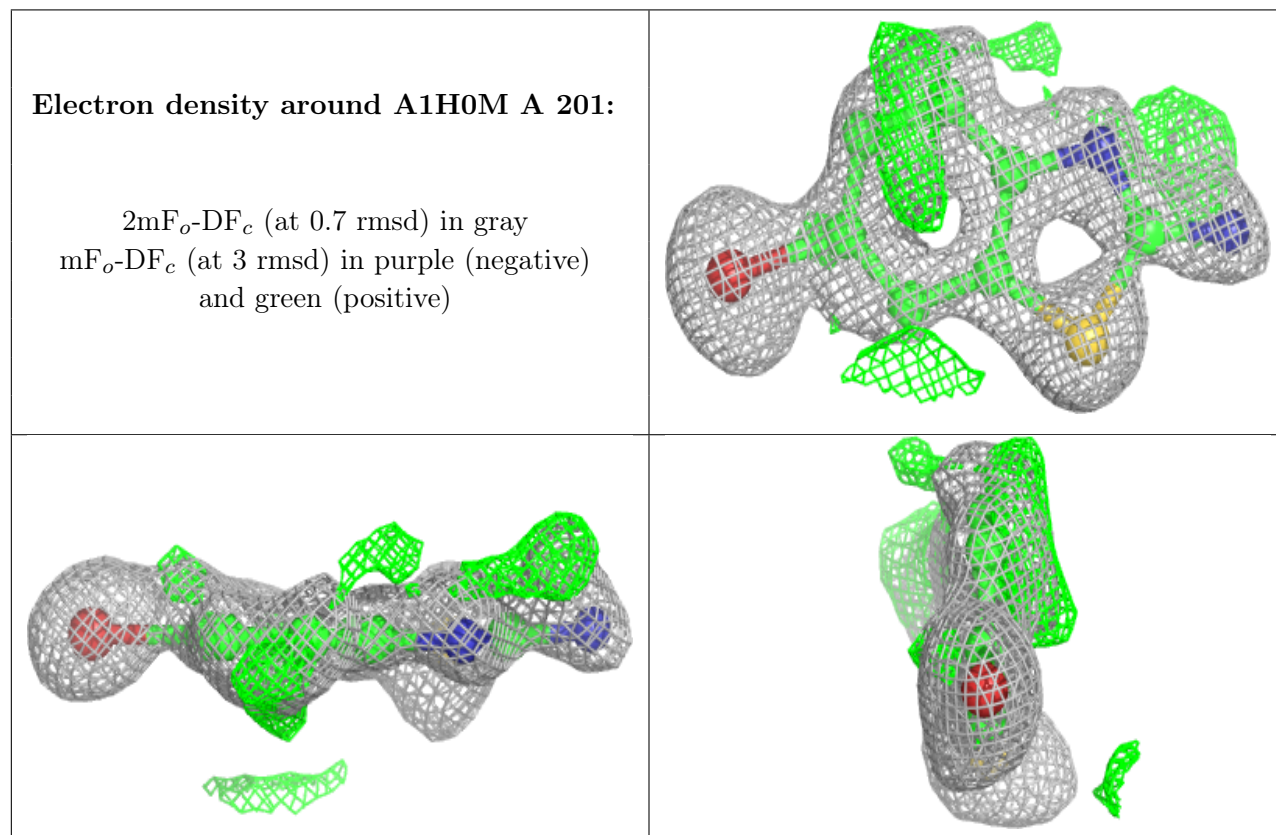 Electron density around A1H0M A 201:
2mFo-DFc (at 0.7 rmsd) in gray
mFo-DFc (at 3 rmsd) in purple (negative)
and green (positive)